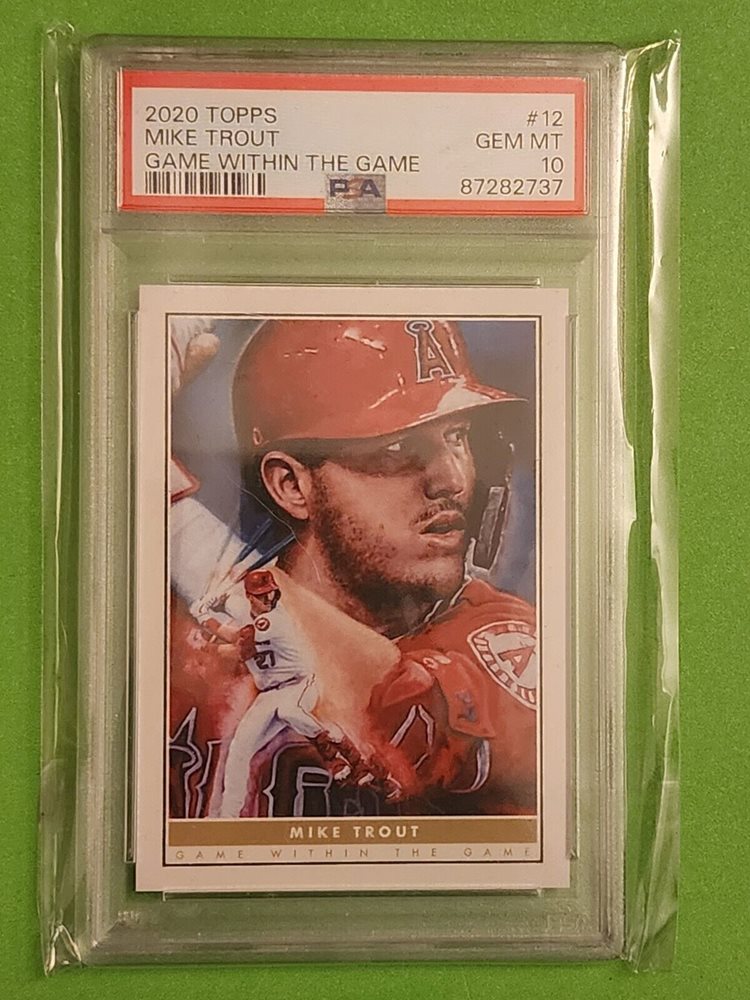 2020 TOPPS #12
MIKE TROUT GEM MT
GAME WITHIN THE GAME 10
PSA 87282737
A
A
27
MIKE TROUT
GAME WITHIN THE GAME